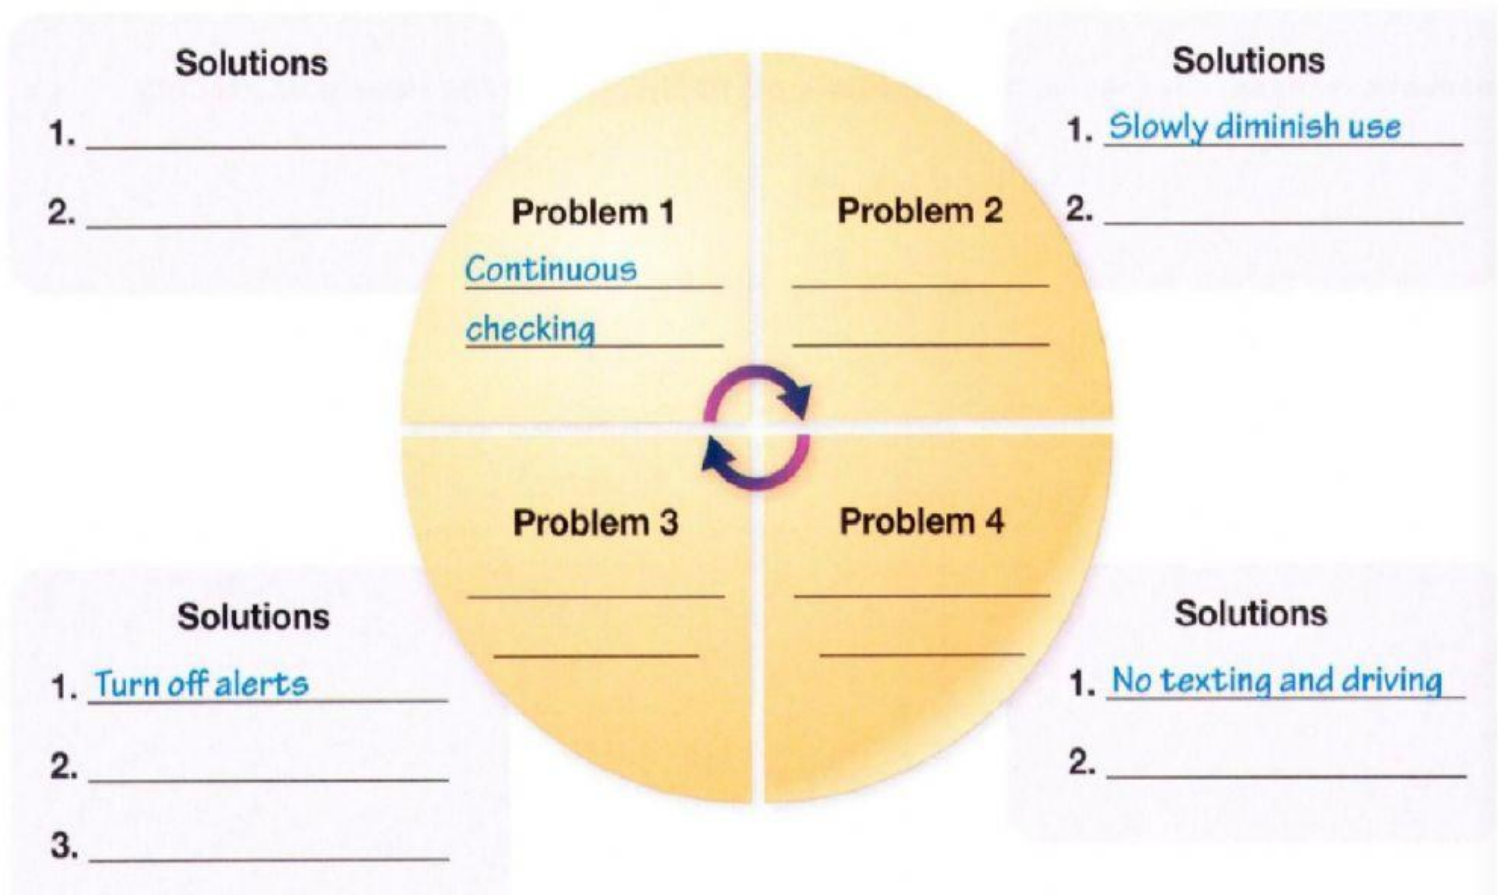 Solutions
1.
2.
Problem 1
Continuous
checking
Problem 2
Solutions
1. Slowly diminish use
2.
Problem 3
Problem 4
Solutions
1. Turn off alerts
2.
3.
Solutions
1. No texting and driving
2.